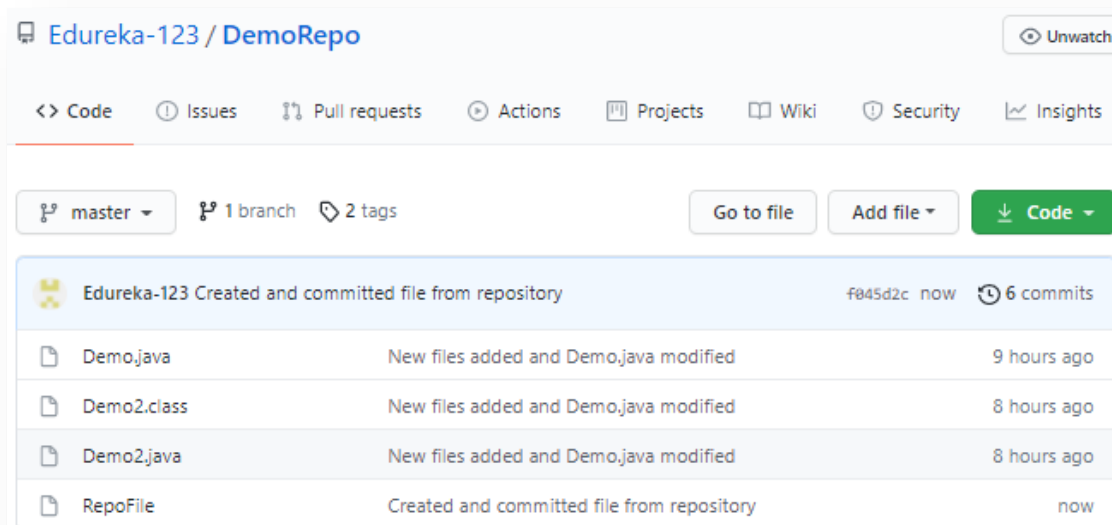 Edureka-123 / DemoRepo
Unwatch
<> Code Issues Pull requests Actions Projects Wiki Security Insights
master 1 branch 2 tags Go to file Add file Code
Edureka-123 Created and committed file from repository f045d2c now 6 commits
Demo.java New files added and Demo.java modified 9 hours ago
Demo2.class New files added and Demo.java modified 8 hours ago
Demo2.java New files added and Demo.java modified 8 hours ago
RepoFile Created and committed file from repository now